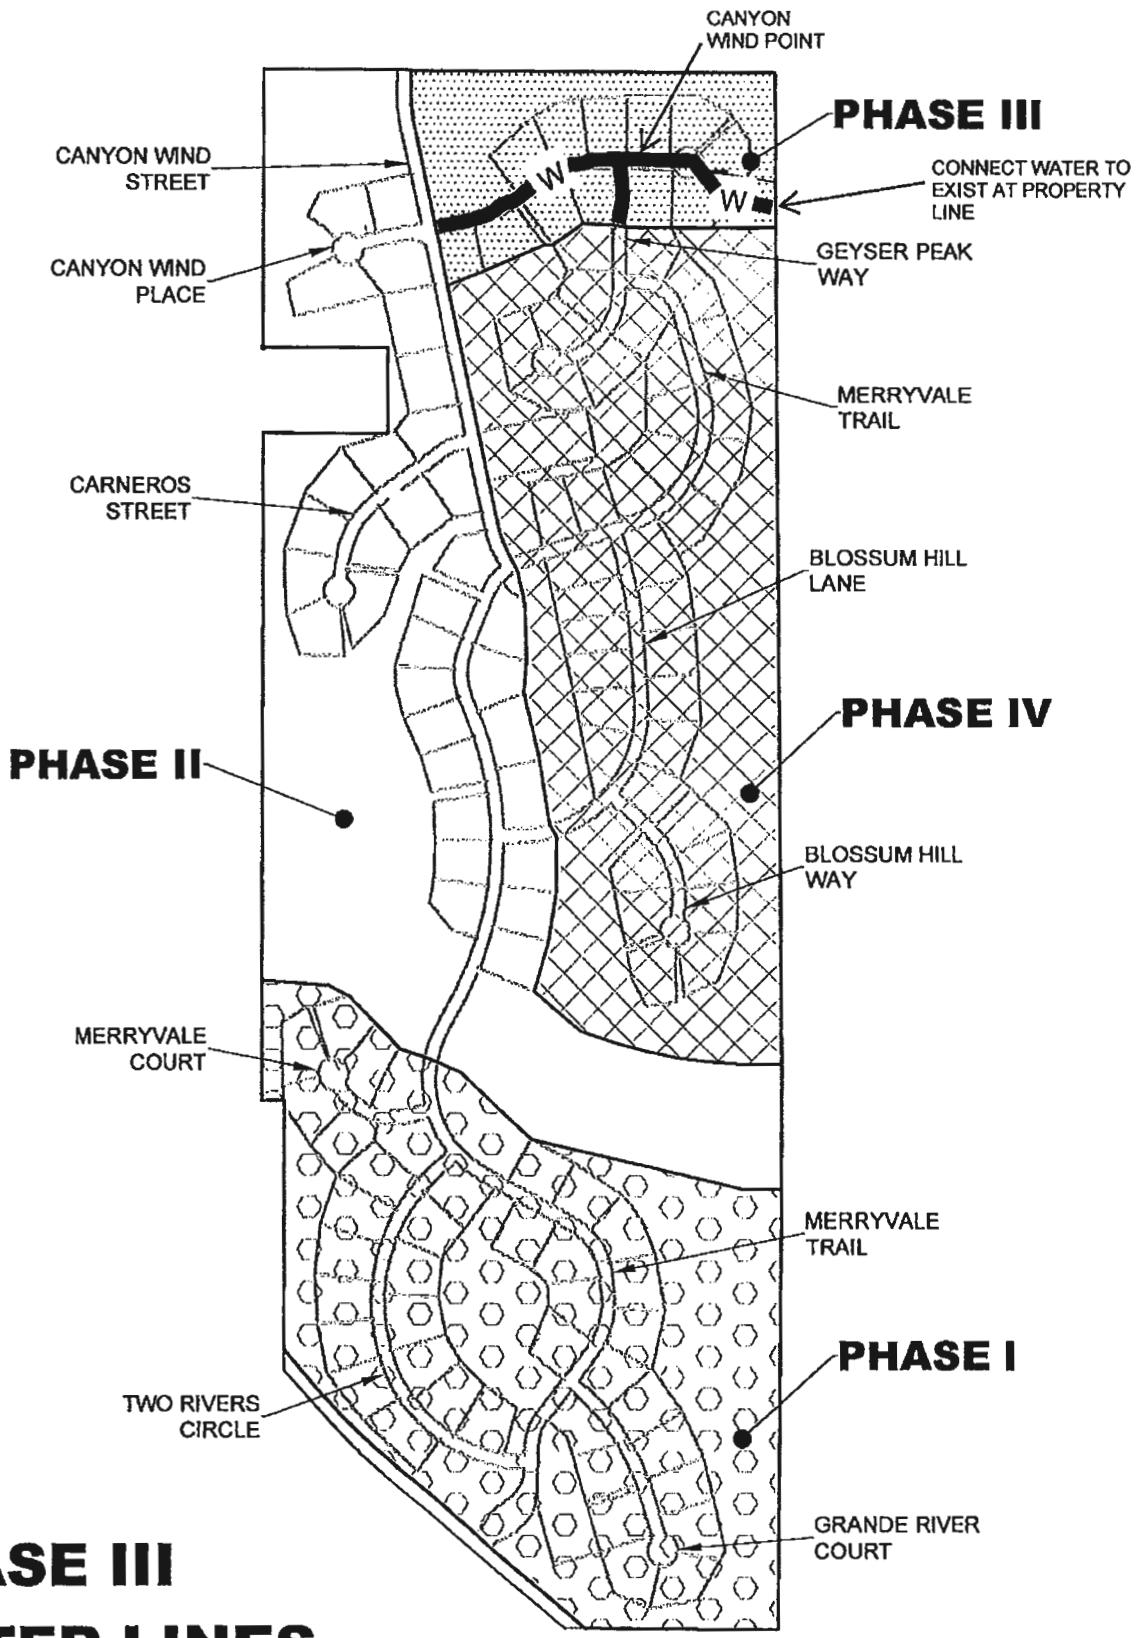 CANYON
WIND POINT
PHASE III
CANYON WIND
STREET
CONNECT WATER TO
EXIST AT PROPERTY
LINE
W
W
GEYSER PEAK
WAY
CANYON WIND
PLACE
MERRYVALE
TRAIL
CARNEROS
STREET
BLOSSUM HILL
LANE
PHASE IV
PHASE II
BLOSSUM HILL
WAY
MERRYVALE
COURT
MERRYVALE
TRAIL
PHASE I
TWO RIVERS
CIRCLE
GRANDE RIVER
COURT
ASE III
TER LINES